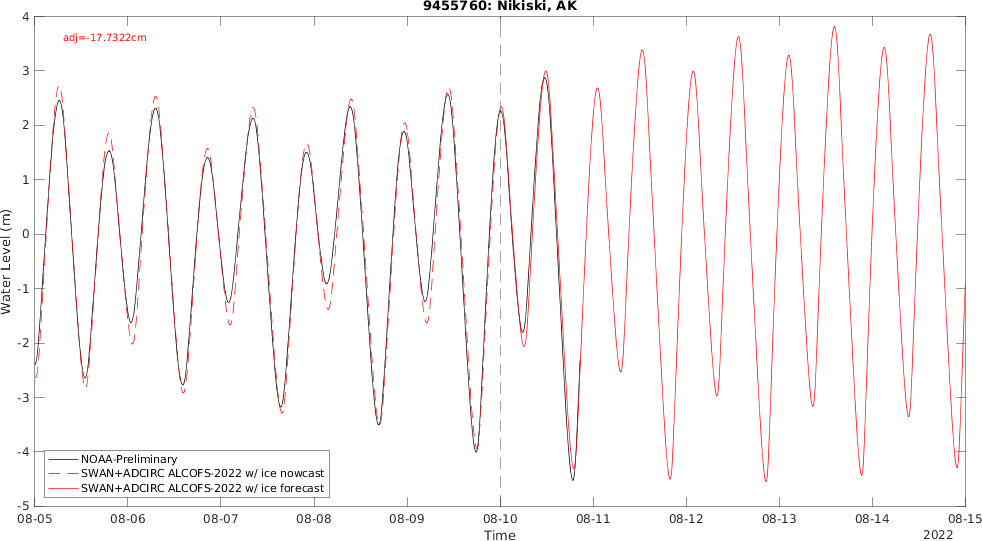 9455760: Nikiski, AK
adj=-17.7322cm
4
3
2
1
0
-1
-2
-3
-4
-5
Water Level (m)
NOAA-Preliminary
SWAN+ADCIRC ALCOFS-2022 w/ ice nowcast
SWAN+ADCIRC ALCOFS-2022 w/ ice forecast
08-05 08-06 08-07 08-08 08-09 08-10 08-11 08-12 08-13 08-14 08-15
Time
2022